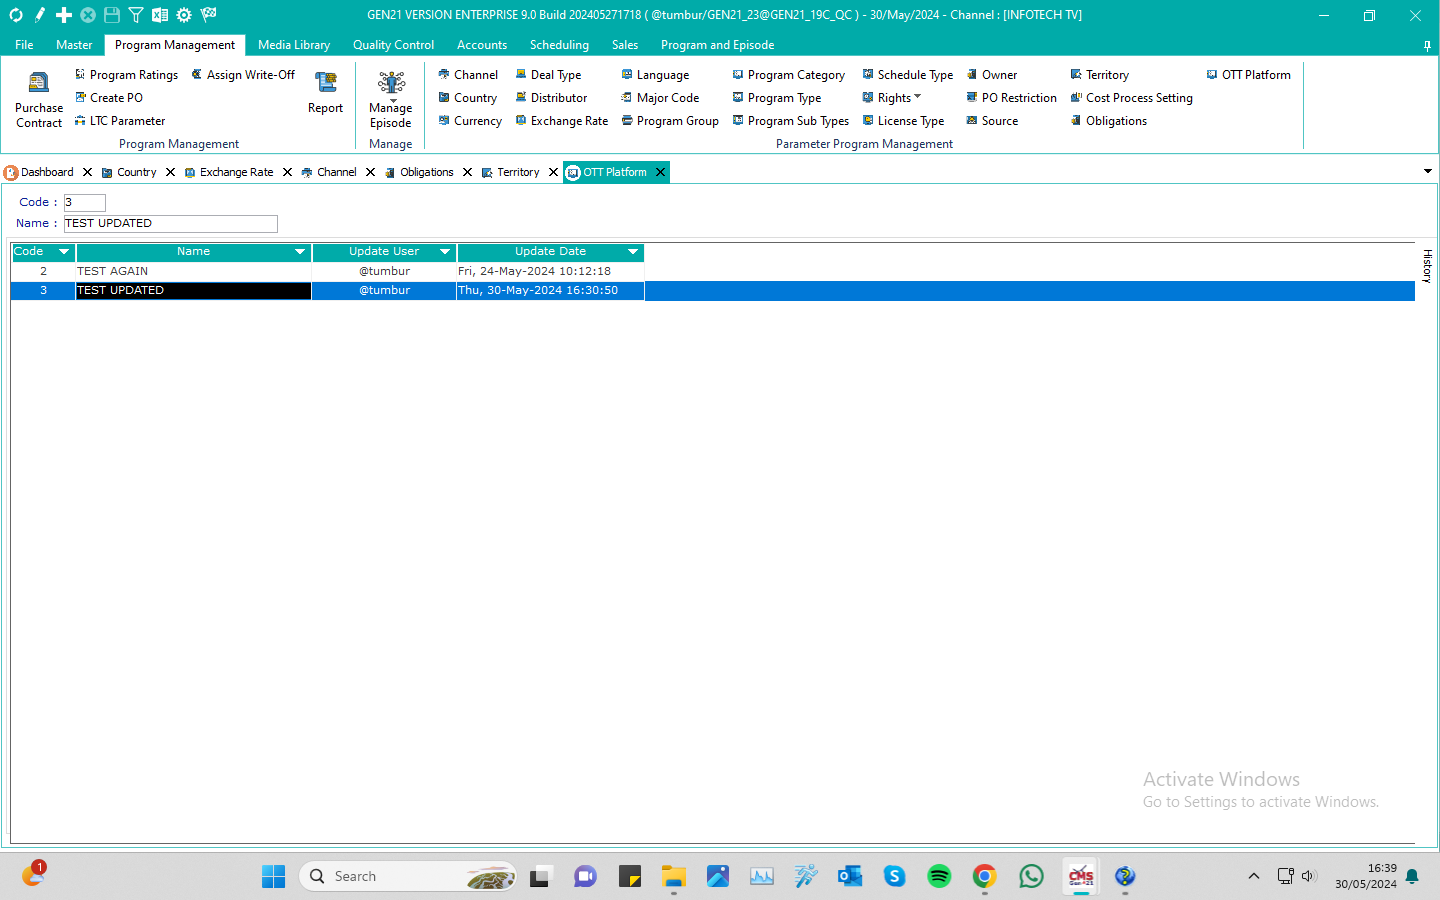 GEN21 VERSION ENTERPRISE 9.0 Build 202405271718 ( @tumbur/GEN21_23@GEN21_19C_QC ) - 30/May/2024 - Channel : [INFOTECH TV]
File Master Program Management Media Library Quality Control Accounts Scheduling Sales Program and Episode
Program Ratings Assign Write-Off Channel Deal Type Language Program Category Schedule Type Owner Territory OTT Platform
Purchase Contract Create PO Report Manage Episode Country Distributor Major Code Program Type Rights PO Restriction Cost Process Setting
LTC Parameter Currency Exchange Rate Program Group Program Sub Types License Type Source Obligations
Program Management Manage Parameter Program Management
Dashboard Country Exchange Rate Channel Obligations Territory OTT Platform
Code : 3
Name : TEST UPDATED
Code Name Update User Update Date
2 TEST AGAIN @tumbur Fri, 24-May-2024 10:12:18
3 TEST UPDATED @tumbur Thu, 30-May-2024 16:30:50
History
Activate Windows
Go to Settings to activate Windows.
1
Search
CMS
Gen 21
16:39
30/05/2024